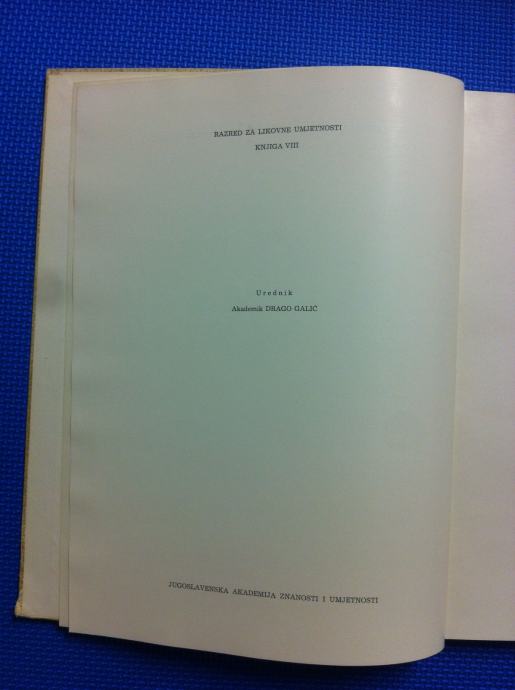 RAZRED ZA LIKOVNE UMJETNOSTI
KNJIGA VIII
Urednik
Akademik DRAGO GALIĆ
JUGOSLAVENSKA AKADEMIJA ZNANOSTI I UMJETNOSTI